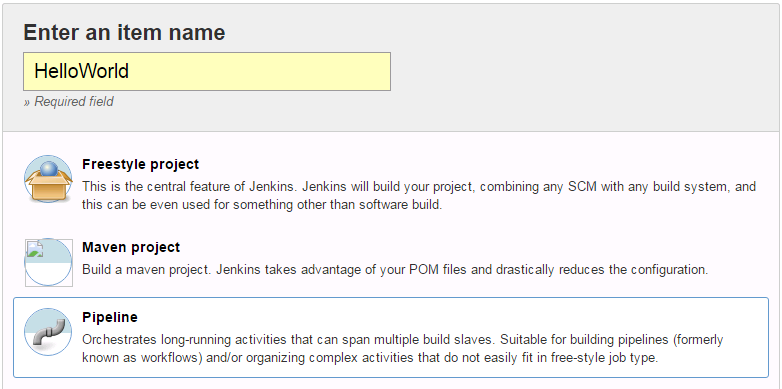 Enter an item name
HelloWorld
» Required field
Freestyle project
This is the central feature of Jenkins. Jenkins will build your project, combining any SCM with any build system, and
this can be even used for something other than software build.
Maven project
Build a maven project. Jenkins takes advantage of your POM files and drastically reduces the configuration.
Pipeline
Orchestrates long-running activities that can span multiple build slaves. Suitable for building pipelines (formerly
known as workflows) and/or organizing complex activities that do not easily fit in free-style job type.